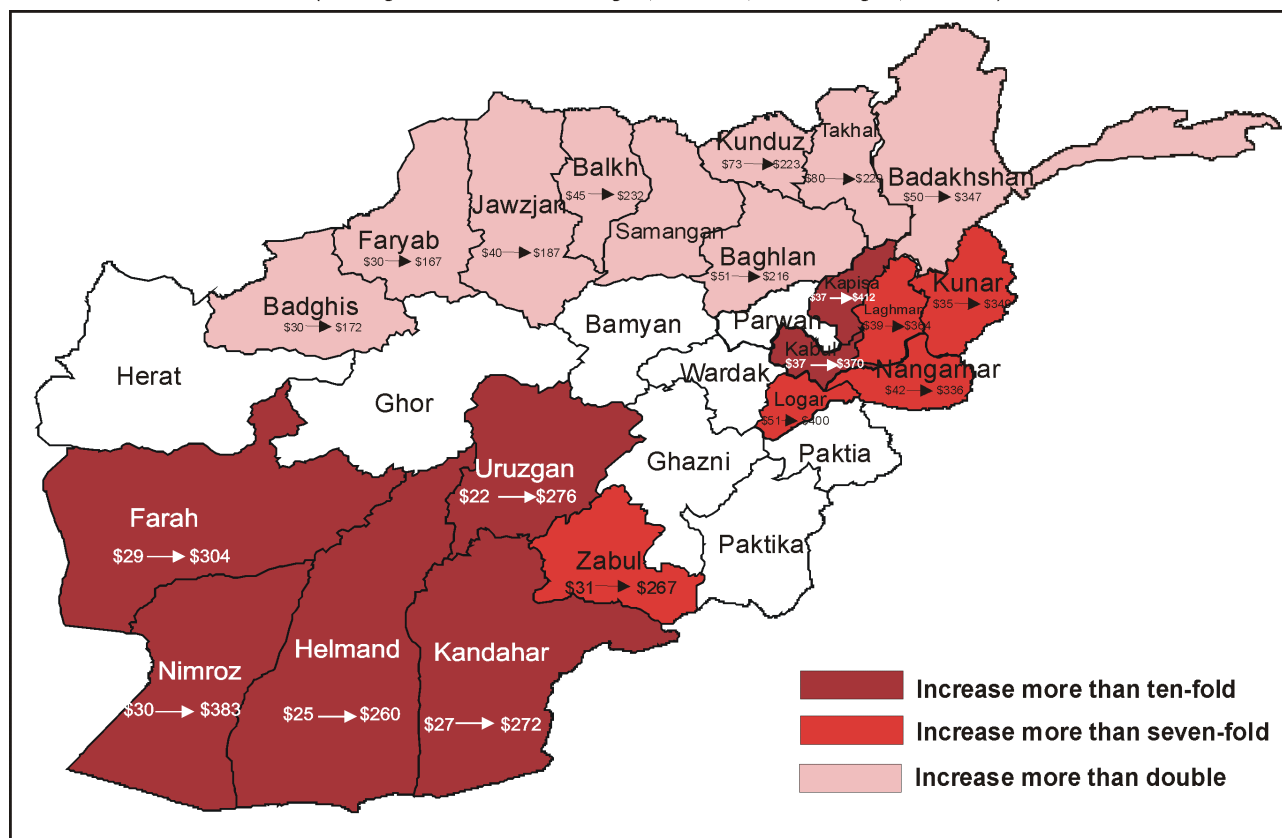 Takhal
$80 $229
Kunduz
$73 $223
Balkh
$45 $232
Badakhshan
$50 $347
Jawzjan
$40 $187
Samangan
Faryab
$30 $167
Baghlan
$51 $216
Kapisa
$37 $412
Kunar
$35
Badghis
$30 $172
Laghman
$39 $364
Bamyan
Parwan
Kabul
$37 $370
Herat
Wardak
Nangarhar
$42 $336
Ghor
Logar
$51 $400
Uruzgan
$22 $276
Ghazni
Paktia
Farah
$29 $304
Zabul
$31 $267
Paktika
Nimroz
$30 $383
Helmand
$25 $260
Kandahar
$27 $272
Increase more than ten-fold
Increase more than seven-fold
Increase more than double